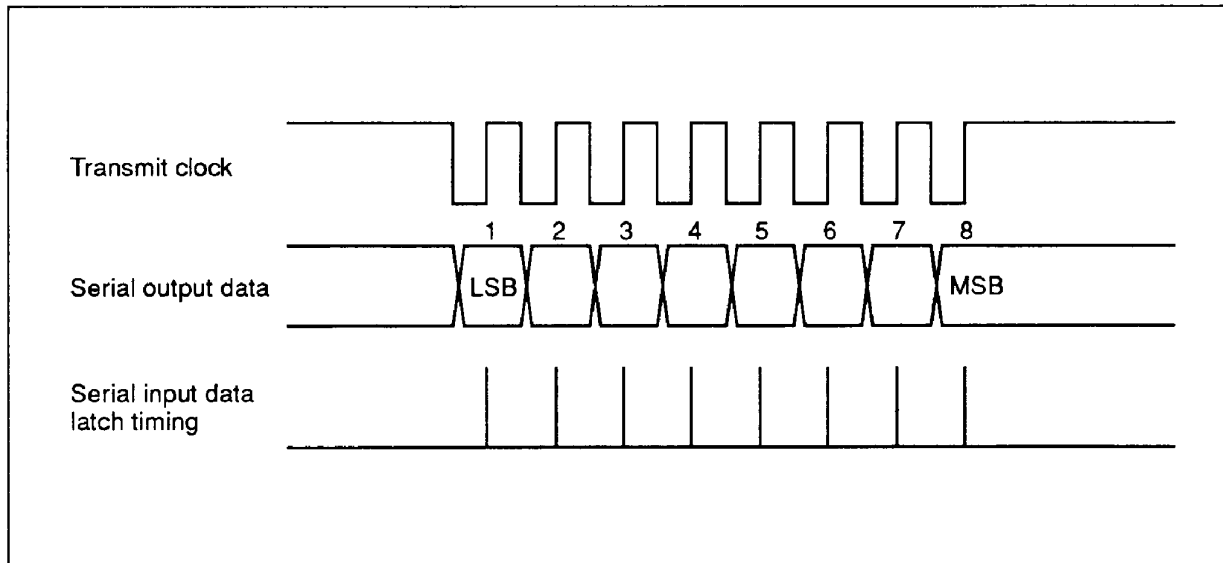 Transmit clock
1 2 3 4 5 6 7 8
Serial output data
LSB
MSB
Serial input data
latch timing